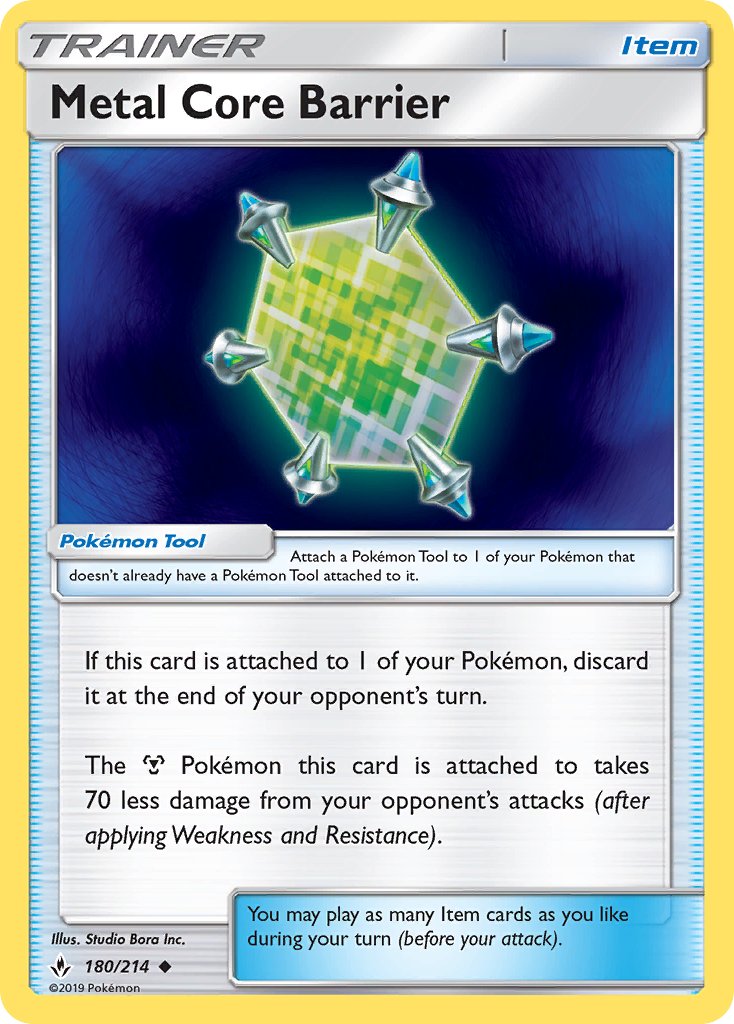 TRAINER
Item
Metal Core Barrier
Pokémon Tool
Attach a Pokémon Tool to 1 of your Pokémon that
doesn't already have a Pokémon Tool attached to it.
If this card is attached to 1 of your Pokémon, discard
it at the end of your opponent's turn.
The Pokémon this card is attached to takes
70 less damage from your opponent's attacks (after
applying Weakness and Resistance).
You may play as many Item cards as you like
during your turn (before your attack).
Illus. Studio Bora Inc.
180/214
©2019 Pokémon